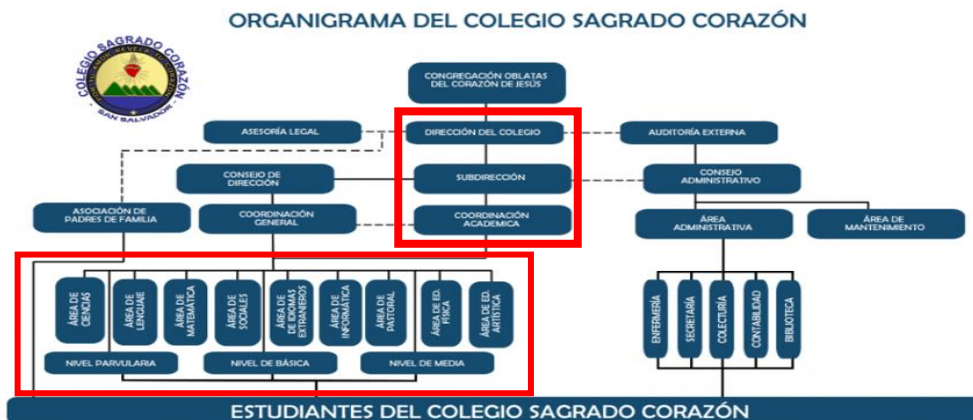 ORGANIGRAMA DEL COLEGIO SAGRADO CORAZÓN
COLEGIO SAGRADO CORAZÓN
- SAN SALVADOR -
CONGREGACIÓN OBLATAS
DEL CORAZÓN DE JESÚS
ASESORÍA LEGAL
DIRECCIÓN DEL COLEGIO
AUDITORÍA EXTERNA
CONSEJO DE
DIRECCIÓN
SUBDIRECCIÓN
CONSEJO
ADMINISTRATIVO
ASOCIACIÓN DE
PADRES DE FAMILIA
COORDINACIÓN
GENERAL
COORDINACIÓN
ACADEMICA
ÁREA
ADMINISTRATIVA
ÁREA DE
MANTENIMIENTO
ÁREA DE
CIENCIAS
ÁREA DE
LENGUAJE
ÁREA DE
MATEMÁTICA
ÁREA DE
SOCIALES
ÁREA DE
DE IDIOMAS
EXTRANJEROS
ÁREA DE
INFORMÁTICA
ÁREA DE
PASTORAL
ÁREA DE ED.
FÍSICA
ÁREA DE ED.
ARTÍSTICA
ENFERMERÍA
SECRETARÍA
COLECTURÍA
CONTABILIDAD
BIBLIOTECA
NIVEL PARVULARIA
NIVEL DE BÁSICA
NIVEL DE MEDIA
ESTUDIANTES DEL COLEGIO SAGRADO CORAZÓN